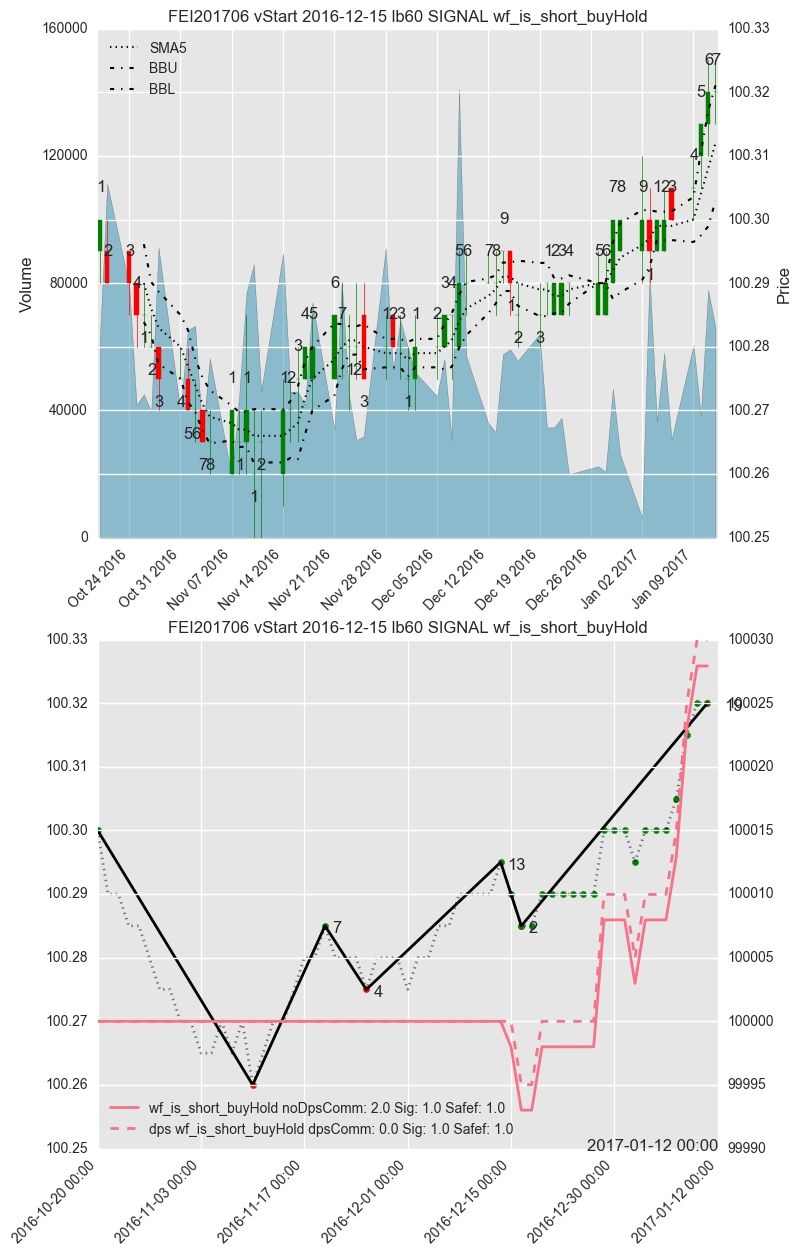 FEI201706 vStart 2016-12-15 lb60 SIGNAL wf_is_short_buyHold
160000
120000
80000
40000
0
Volume
SMA5
BBU
BBL
100.33
100.32
100.31
100.30
100.29
100.28
100.27
100.26
100.25
Price
Oct 24 2016
Oct 31 2016
Nov 07 2016
Nov 14 2016
Nov 21 2016
Nov 28 2016
Dec 05 2016
Dec 12 2016
Dec 19 2016
Dec 26 2016
Jan 02 2017
Jan 09 2017
FEI201706 vStart 2016-12-15 lb60 SIGNAL wf_is_short_buyHold
100.33
100.32
100.31
100.30
100.29
100.28
100.27
100.26
100.25
100030
100025
100020
100015
100010
100005
100000
99995
99990
19
13
7
2
4
wf_is_short_buyHold noDpsComm: 2.0 Sig: 1.0 Safef: 1.0
dps wf_is_short_buyHold dpsComm: 0.0 Sig: 1.0 Safef: 1.0
2017-01-12 00:00
2016-10-20 00:00
2016-11-03 00:00
2016-11-17 00:00
2016-12-01 00:00
2016-12-15 00:00
2016-12-30 00:00
2017-01-12 00:00